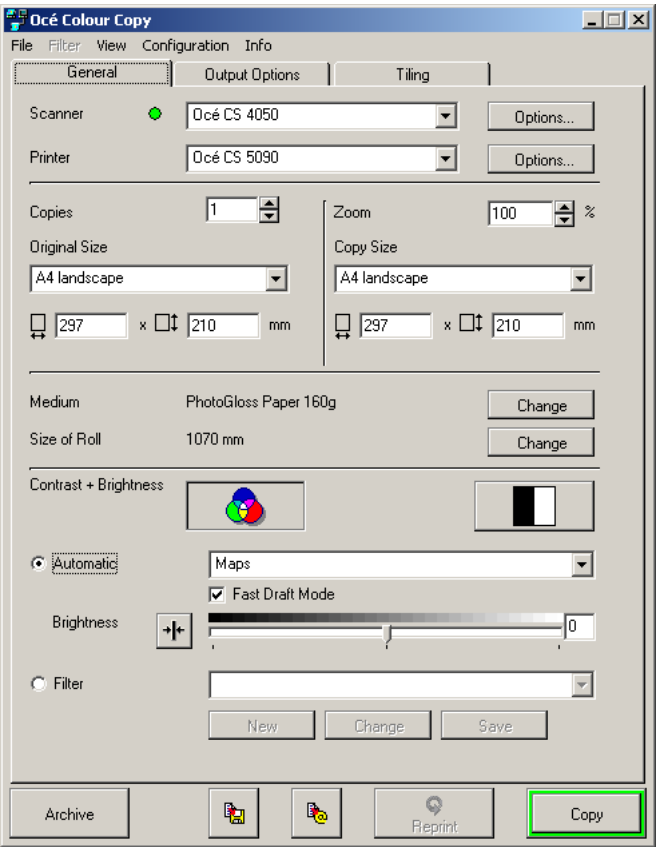 Océ Colour Copy
File Filter View Configuration Info
General Output Options Tiling
Scanner Océ CS 4050 Options...
Printer Océ CS 5090 Options...
Copies 1 Zoom 100 %
Original Size Copy Size
A4 landscape A4 landscape
297 x 210 mm 297 x 210 mm
Medium PhotoGloss Paper 160g Change
Size of Roll 1070 mm Change
Contrast + Brightness
Automatic Maps
Fast Draft Mode
Brightness 0
Filter
New Change Save
Archive Reprint Copy